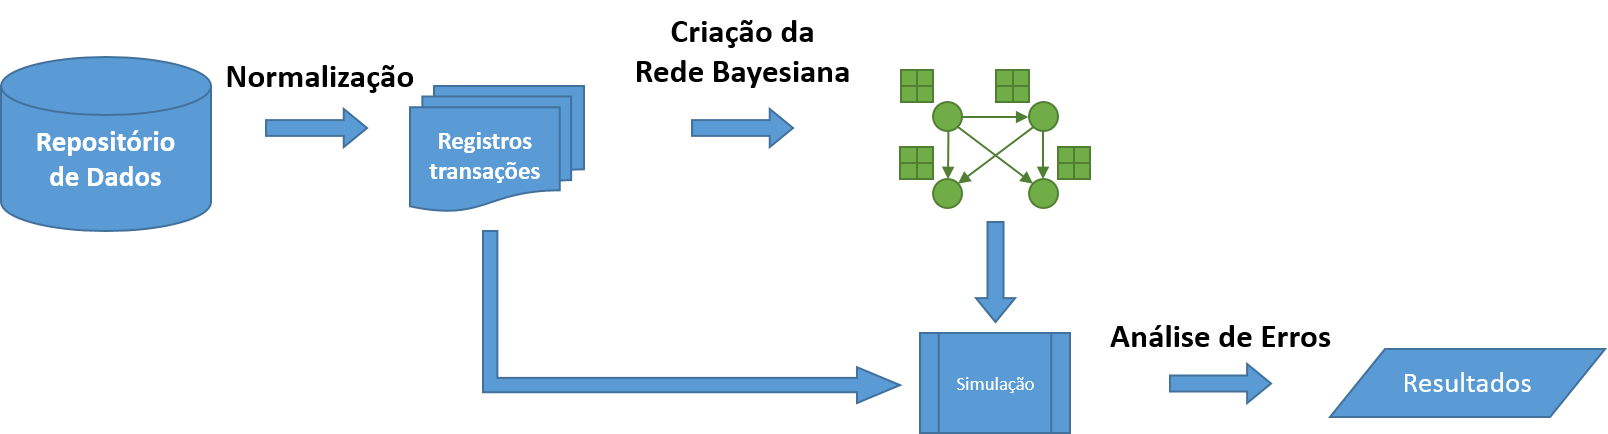 Repositório
de Dados
Normalização
Registros
transações
Criação da
Rede Bayesiana
Simulação
Análise de Erros
Resultados